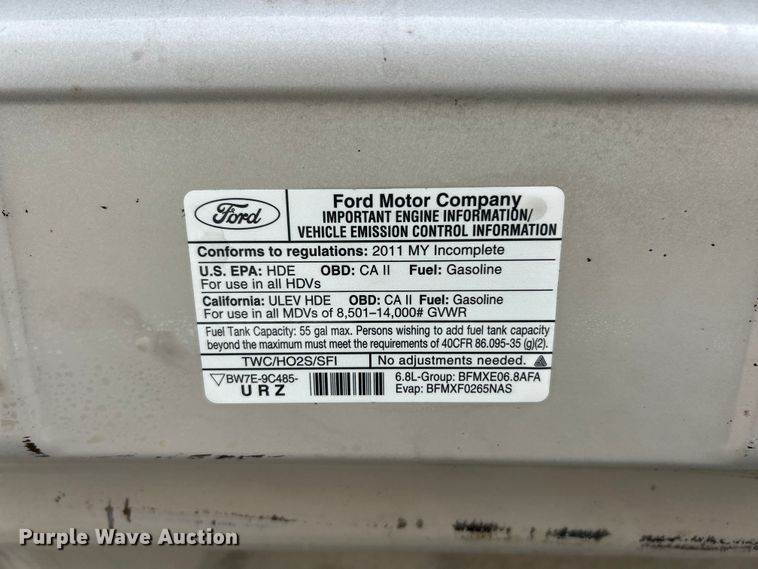 Ford
Ford Motor Company
IMPORTANT ENGINE INFORMATION/
VEHICLE EMISSION CONTROL INFORMATION
Conforms to regulations: 2011 MY Incomplete
U.S. EPA: HDE OBD: CA II Fuel: Gasoline
For use in all HDVs
California: ULEV HDE OBD: CA II Fuel: Gasoline
For use in all MDVs of 8,501–14,000# GVWR
Fuel Tank Capacity: 55 gal max. Persons wishing to add fuel tank capacity
beyond the maximum must meet the requirements of 40CFR 86.095-35 (g)(2).
TWC/HO2S/SFI No adjustments needed.
BW7E-9C485- 6.8L-Group: BFMXE06.8AFA
URZ Evap: BFMXF0265NAS
Purple Wave Auction